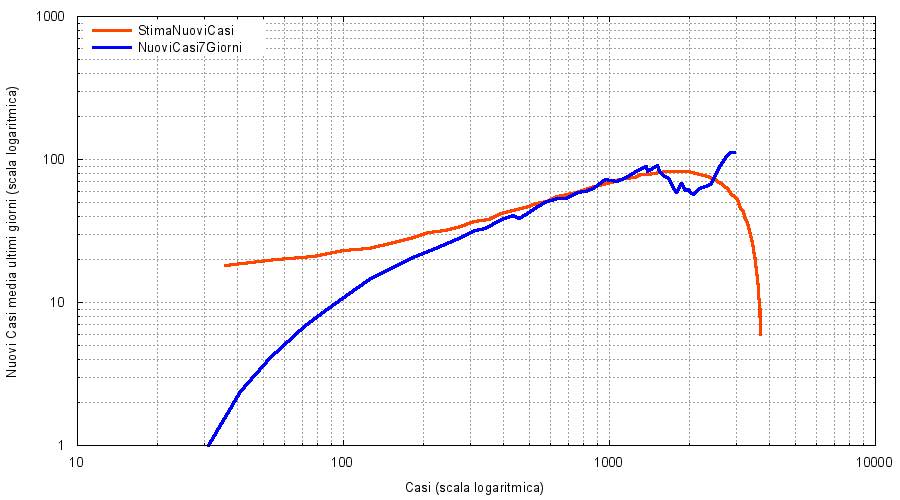 1000
StimaNuoviCasi
NuoviCasi7Giorni
100
10
1
Nuovi Casi media ultimi giorni (scala logaritmica)
10
100
1000
10000
Casi (scala logaritmica)